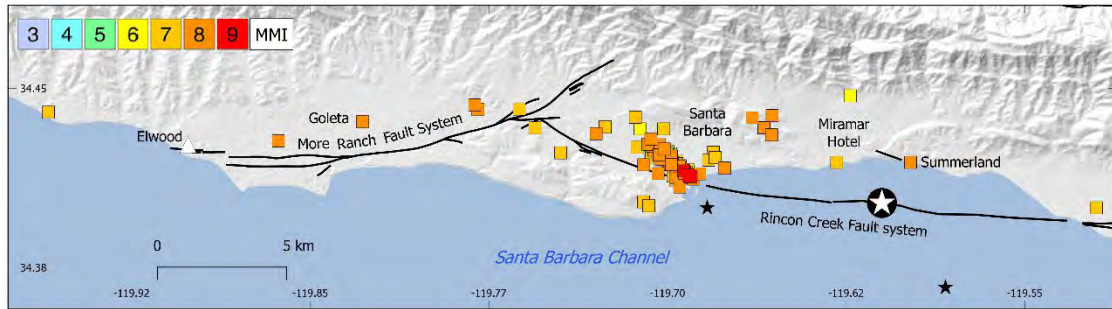 3 4 5 6 7 8 9 MMI
34.45
Goleta
More Ranch Fault System
Elwood
Santa
Barbara
Miramar
Hotel
Summerland
Rincon Creek Fault system
0 5 km
Santa Barbara Channel
34.38
-119.92 -119.85 -119.77 -119.70 -119.62 -119.55